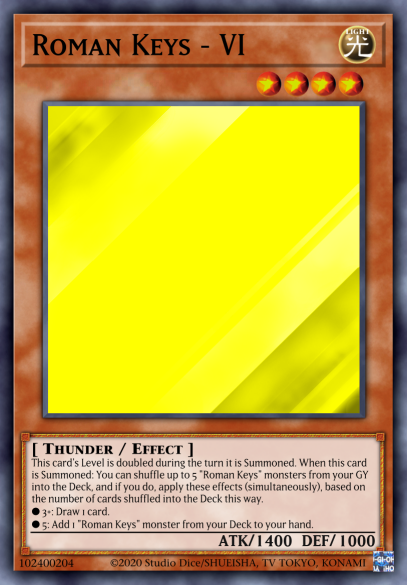 Roman Keys - VI
LIGHT
光
[ Thunder / Effect ]
This card's Level is doubled during the turn it is Summoned. When this card
is Summoned: You can shuffle up to 5 "Roman Keys" monsters from your GY
into the Deck, and if you do, apply these effects (simultaneously), based on
the number of cards shuffled into the Deck this way.
●3+: Draw 1 card.
●5: Add 1 "Roman Keys" monster from your Deck to your hand.
ATK/1400 DEF/1000
102400204 ©2020 Studio Dice/SHUEISHA, TV TOKYO, KONAMI